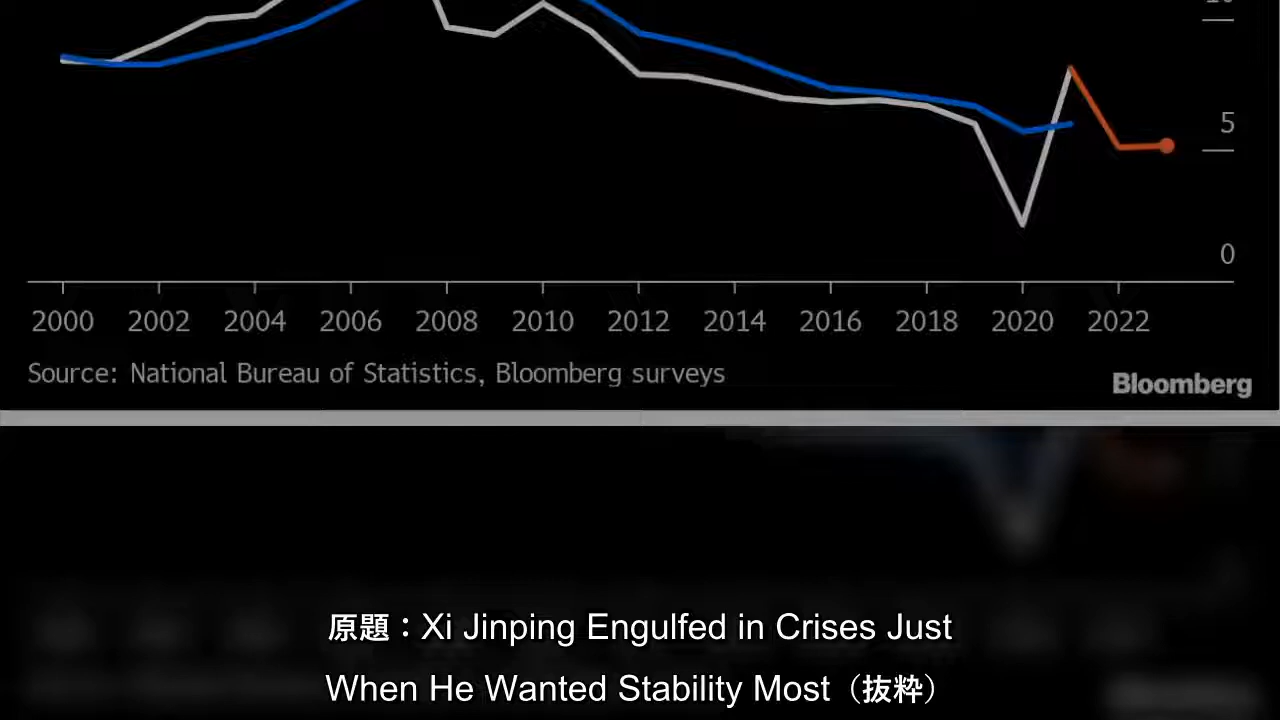 5
0
2000 2002 2004 2006 2008 2010 2012 2014 2016 2018 2020 2022
Source: National Bureau of Statistics, Bloomberg surveys
Bloomberg
原題：Xi Jinping Engulfed in Crises Just
When He Wanted Stability Most（抜粋）